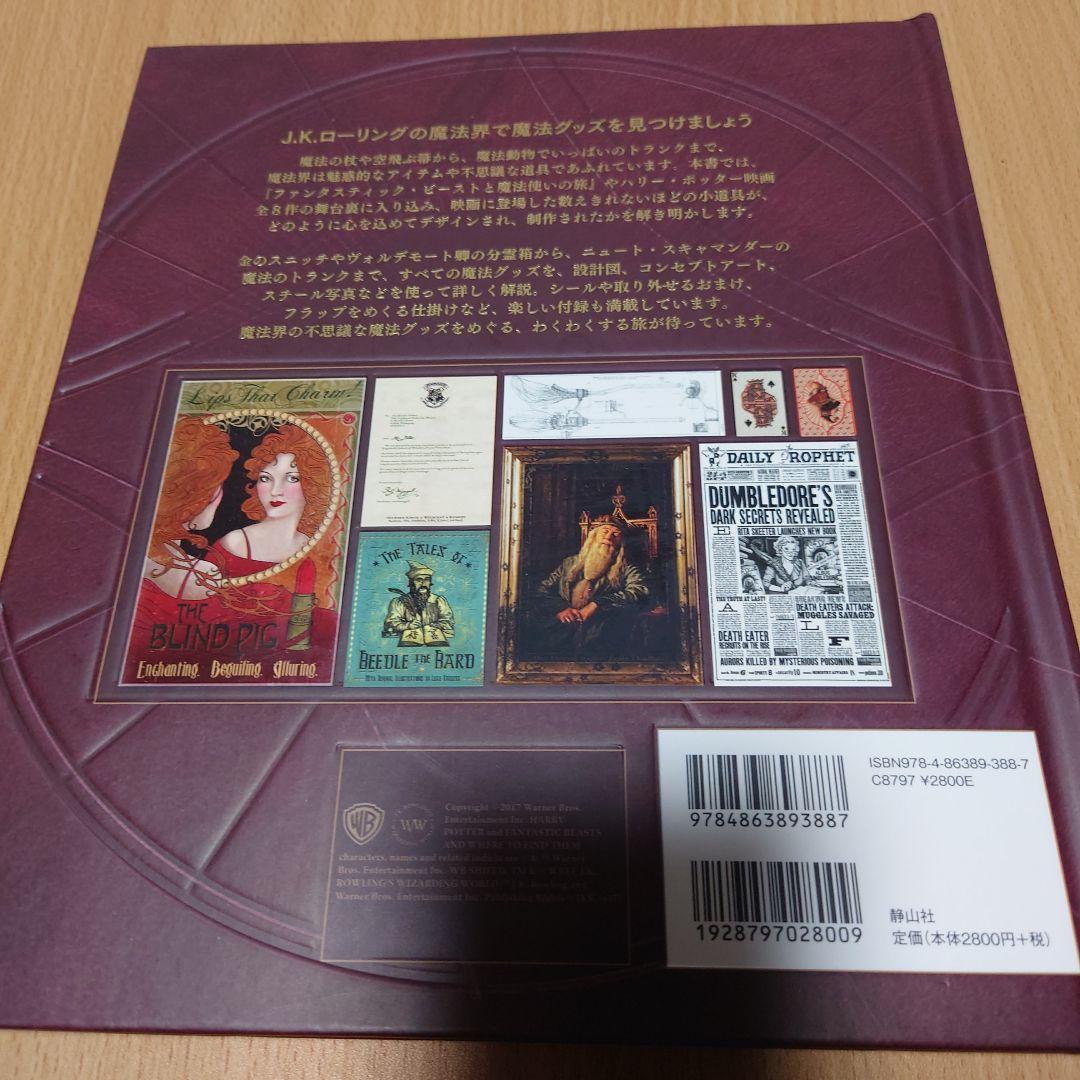 J.K.ローリングの魔法界で魔法グッズを見つけましょう
魔法の杖や空飛ぶ箒から、魔法動物でいっぱいのトランクまで、
魔法界は魅惑的なアイテムや不思議な道具であふれています。本書では、
『ファンタスティック・ビーストと魔法使いの旅』やハリー・ポッター映画
全8作の舞台裏に入り込み、映画に登場した数えきれないほどの小道具が、
どのように心を込めてデザインされ、制作されたかを解き明かします。
金のスニッチやヴォルデモート卿の分霊箱から、ニュート・スキャマンダーの
魔法のトランクまで、すべての魔法グッズを、設計図、コンセプトアート、
スチール写真などを使って詳しく解説。シールや取り外せるおまけ、
フラップをめくる仕掛けなど、楽しい付録も満載しています。
魔法界の不思議な魔法グッズをめぐる、わくわくする旅が待っています。
Lips That Charm!
THE
BLIND PIG
Enchanting. Beguiling. Alluring.
THE TALES OF
BEEDLE THE BARD
DAILY PROPHET
DUMBLEDORE'S
DARK SECRETS REVEALED
RITA SKEETER LAUNCHES NEW BOOK
THE TRUTH AT LAST!
DEATH EATERS ATTACK:
MUGGLES SAVAGED
DEATH EATER
RECRUITS ON THE RISE
AURORS KILLED BY MYSTERIOUS POISONING
WB
WW
Copyright © 2017 Warner Bros.
Entertainment Inc. HARRY
POTTER and FANTASTIC BEASTS
AND WHERE TO FIND THEM
characters, names and related indicia are © & ™ Warner
Bros. Entertainment Inc. WB SHIELD:
ROWLING'S WIZARDING WORLD ™ J.K. Rowling and
Warner Bros. Entertainment Inc. Publishing Rights © JKR.
ISBN978-4-86389-388-7
C8797 ¥2800E
9784863893887
1928797028009
静山社
定価(本体2800円+税)